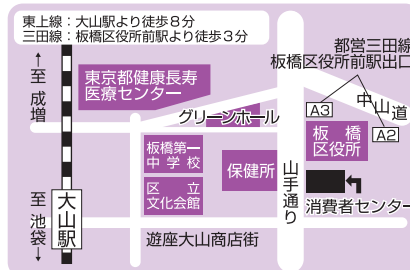 東上線：大山駅より徒歩８分
三田線：板橋区役所前駅より徒歩３分
都営三田線
板橋区役所前駅出口
↑至 成増
東京都健康長寿
医療センター
グリーンホール
A3
中山道
A2
板橋
区役所
板橋第一
中学校
保健所
区立
文化会館
山手通り
消費者センター
大山駅
至 池袋↓
遊座大山商店街